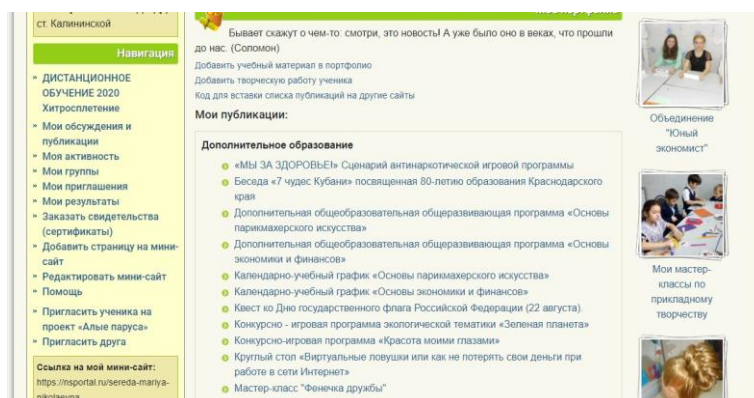 ст. Калининской
Навигация
ДИСТАНЦИОННОЕ
ОБУЧЕНИЕ 2020
Хитросплетение
Мои обсуждения и
публикации
Моя активность
Мои группы
Мои приглашения
Мои результаты
Заказать свидетельства
(сертификаты)
Добавить страницу на мини-
сайт
Редактировать мини-сайт
Помощь
Пригласить ученика на
проект «Алые паруса»
Пригласить друга
Ссылка на мой мини-сайт:
https://nsportal.ru/sereda-mariya-
nikolaevna
Бывает скажут о чем-то: смотри, это новость! А уже было оно в веках, что прошли
до нас. (Соломон)
Добавить учебный материал в портфолио
Добавить творческую работу ученика
Код для вставки списка публикаций на другие сайты
Мои публикации:
Дополнительное образование
«МЫ ЗА ЗДОРОВЬЕ!» Сценарий антинаркотической игровой программы
Беседа «7 чудес Кубани» посвященная 80-летию образования Краснодарского
края
Дополнительная общеобразовательная общеразвивающая программа «Основы
парикмахерского искусства»
Дополнительная общеобразовательная общеразвивающая программа «Основы
экономики и финансов»
Календарно-учебный график «Основы парикмахерского искусства»
Календарно-учебный график «Основы экономики и финансов»
Квест ко Дню государственного флага Российской Федерации (22 августа).
Конкурсно - игровая программа экологической тематики «Зеленая планета»
Конкурсно-игровая программа «Красота моими глазами»
Круглый стол «Виртуальные ловушки или как не потерять свои деньги при
работе в сети Интернет»
Мастер-класс "Фенечка дружбы"
Объединение
"Юный
экономист"
Мои мастер-
классы по
прикладному
творчеству